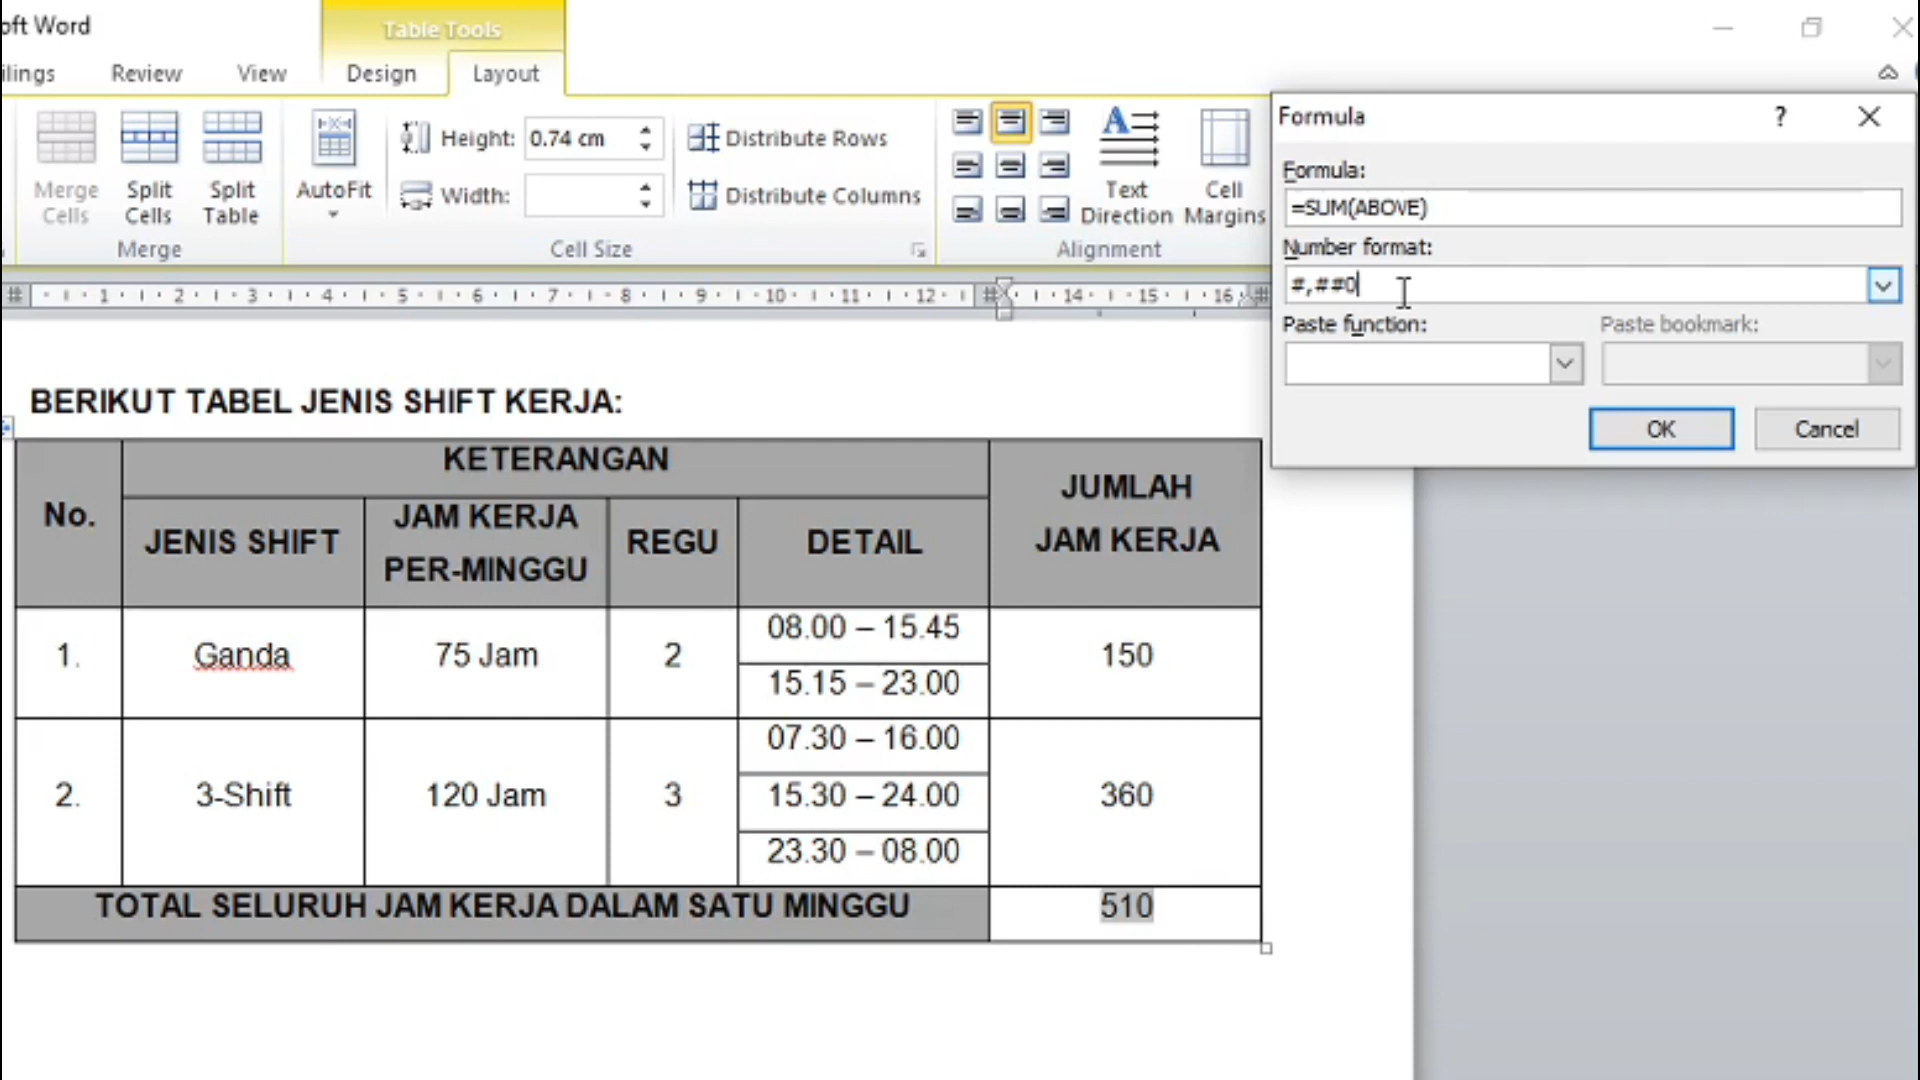 oft Word
Table Tools
ilings Review View Design Layout
Merge Cells
Split Cells
Split Table
Merge
AutoFit
Height: 0.74 cm
Width:
Distribute Rows
Distribute Columns
Cell Size
Text Direction
Cell Margins
Alignment
Formula
?
Formula:
=SUM(ABOVE)
Number format:
#,##0
Paste function: Paste bookmark:
OK Cancel
1 2 3 4 5 6 7 8 9 10 11 12 14 15 16
BERIKUT TABEL JENIS SHIFT KERJA:
No. KETERANGAN JUMLAH JAM KERJA
JENIS SHIFT JAM KERJA PER-MINGGU REGU DETAIL
1. Ganda 75 Jam 2 08.00 – 15.45 150
15.15 – 23.00
2. 3-Shift 120 Jam 3 07.30 – 16.00 360
15.30 – 24.00
23.30 – 08.00
TOTAL SELURUH JAM KERJA DALAM SATU MINGGU 510